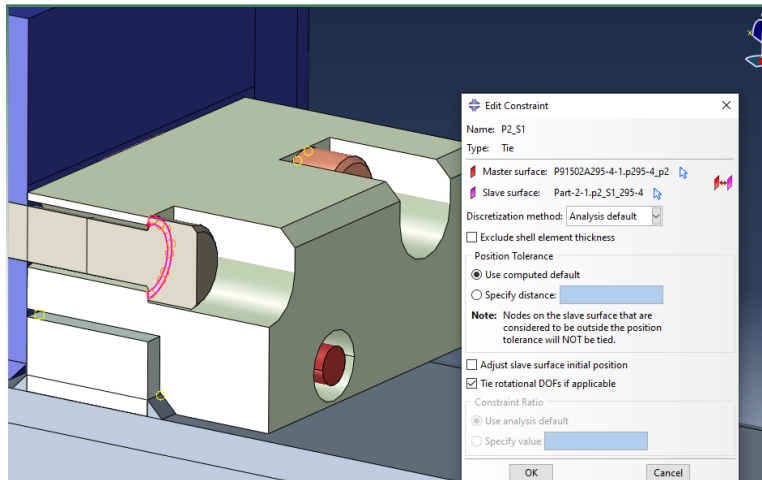 Edit Constraint
Name: P2_S1
Type: Tie
Master surface: P91502A295-4-1.p295-4_p2
Slave surface: Part-2-1.p2_S1_295-4
Discretization method: Analysis default
Exclude shell element thickness
Position Tolerance
Use computed default
Specify distance:
Note: Nodes on the slave surface that are
considered to be outside the position
tolerance will NOT be tied.
Adjust slave surface initial position
Tie rotational DOFs if applicable
Constraint Ratio
Use analysis default
Specify value
OK Cancel